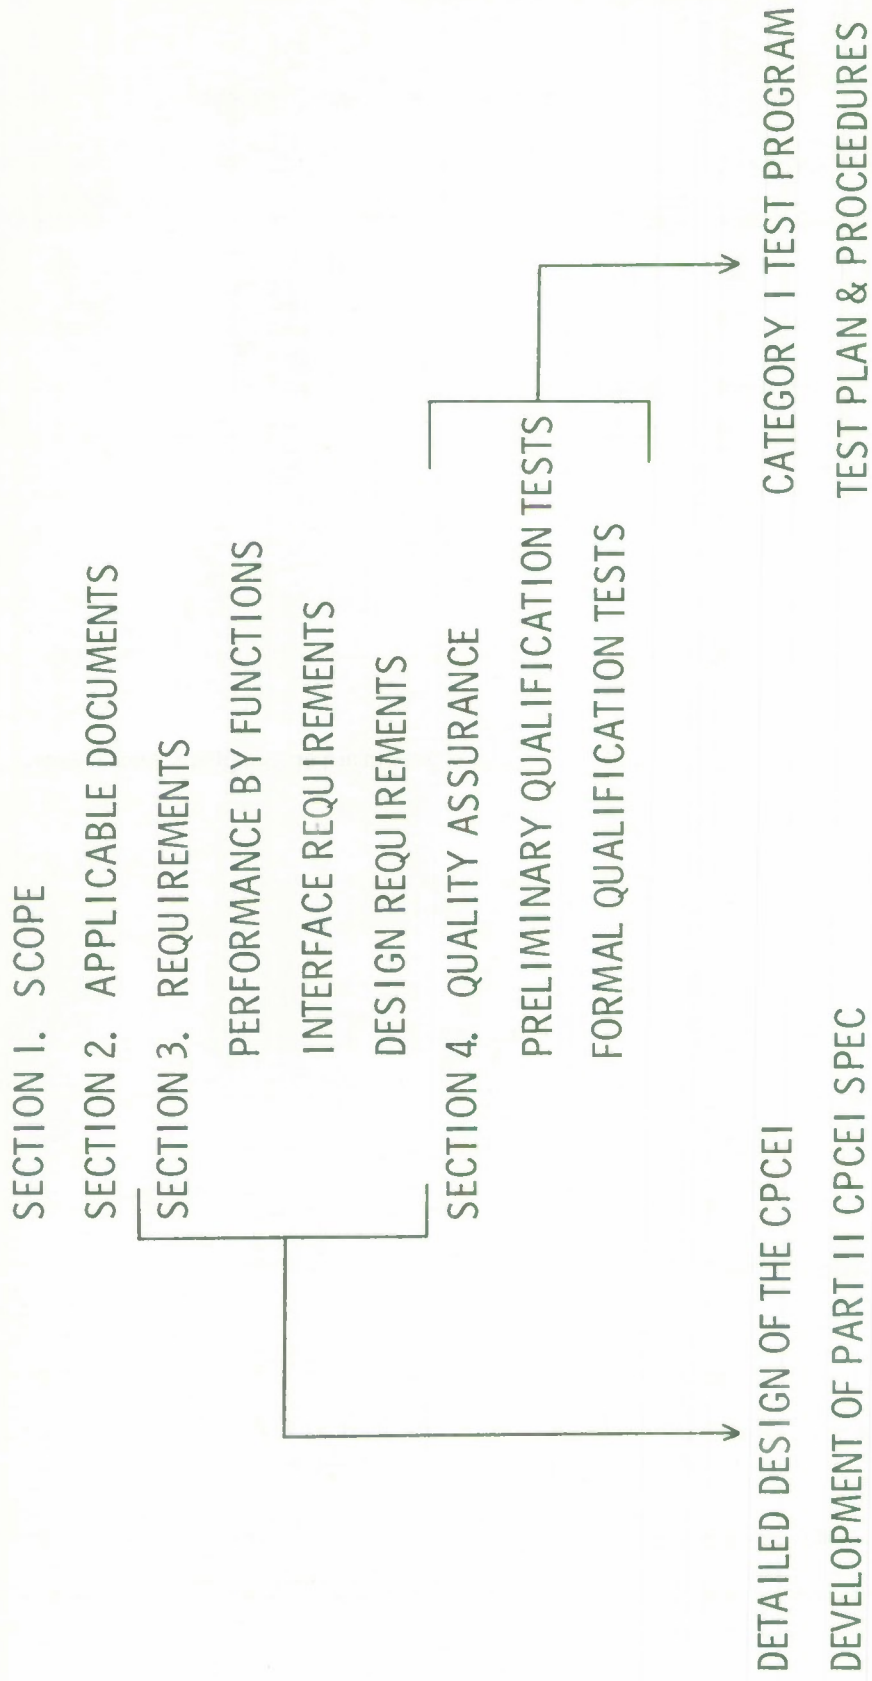 SECTION 1. SCOPE
SECTION 2. APPLICABLE DOCUMENTS
SECTION 3. REQUIREMENTS
PERFORMANCE BY FUNCTIONS
INTERFACE REQUIREMENTS
DESIGN REQUIREMENTS
SECTION 4. QUALITY ASSURANCE
PRELIMINARY QUALIFICATION TESTS
FORMAL QUALIFICATION TESTS
DETAILED DESIGN OF THE CPCEI
DEVELOPMENT OF PART II CPCEI SPEC
CATEGORY I TEST PROGRAM
TEST PLAN & PROCEEDURES